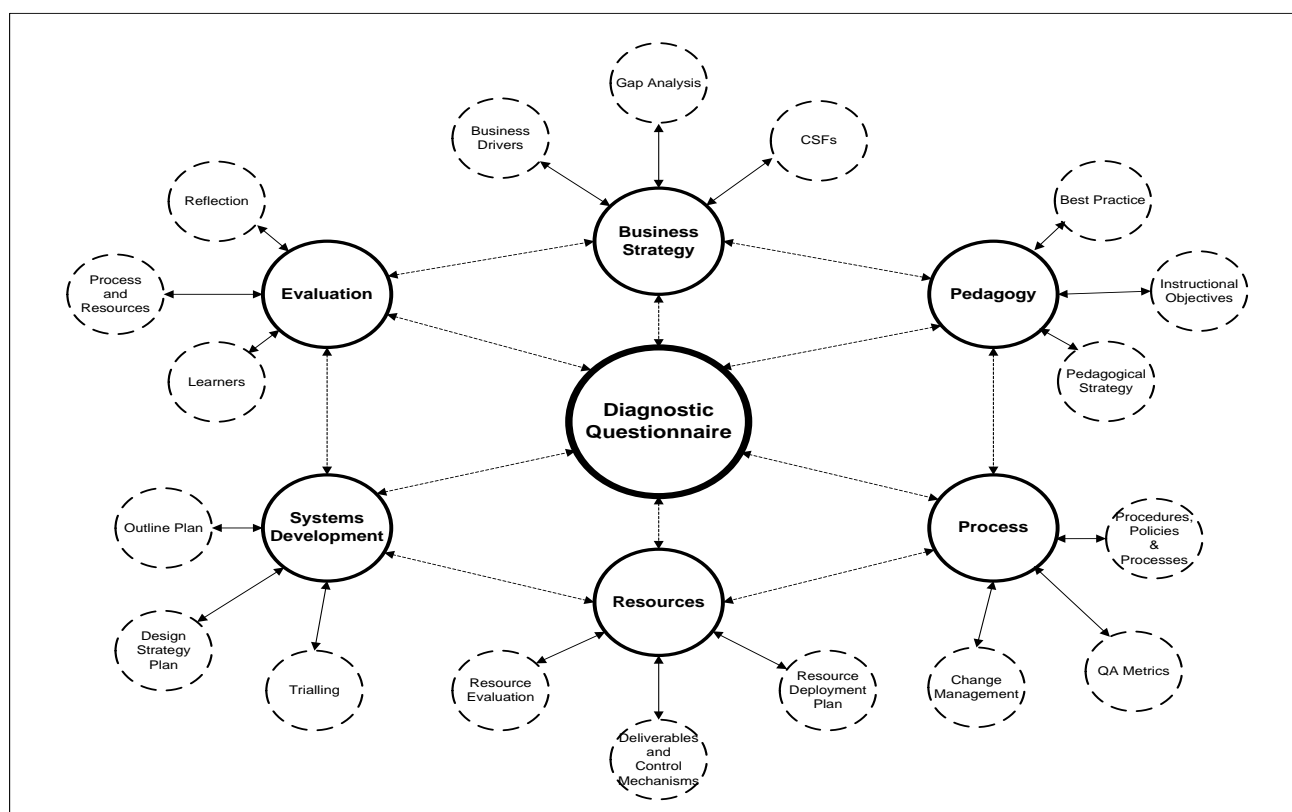 Gap Analysis
Business
Drivers
CSFs
Reflection
Best Practice
Business
Strategy
Process
and
Resources
Evaluation
Pedagogy
Instructional
Objectives
Learners
Pedagogical
Strategy
Diagnostic
Questionnaire
Outline Plan
Systems
Development
Process
Procedures,
Policies
&
Processes
Resources
Design
Strategy
Plan
Trialling
Resource
Evaluation
Resource
Deployment
Plan
Change
Management
QA Metrics
Deliverables
and
Control
Mechanisms